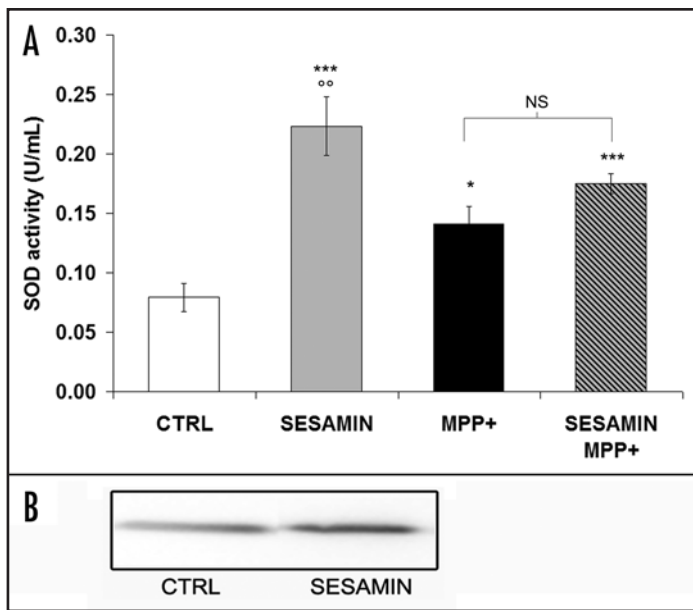 A
SOD activity (U/mL)
0.30
0.25
0.20
0.15
0.10
0.05
0.00
***
°°
*
NS
***
CTRL
SESAMIN
MPP+
SESAMIN
MPP+
B
CTRL
SESAMIN